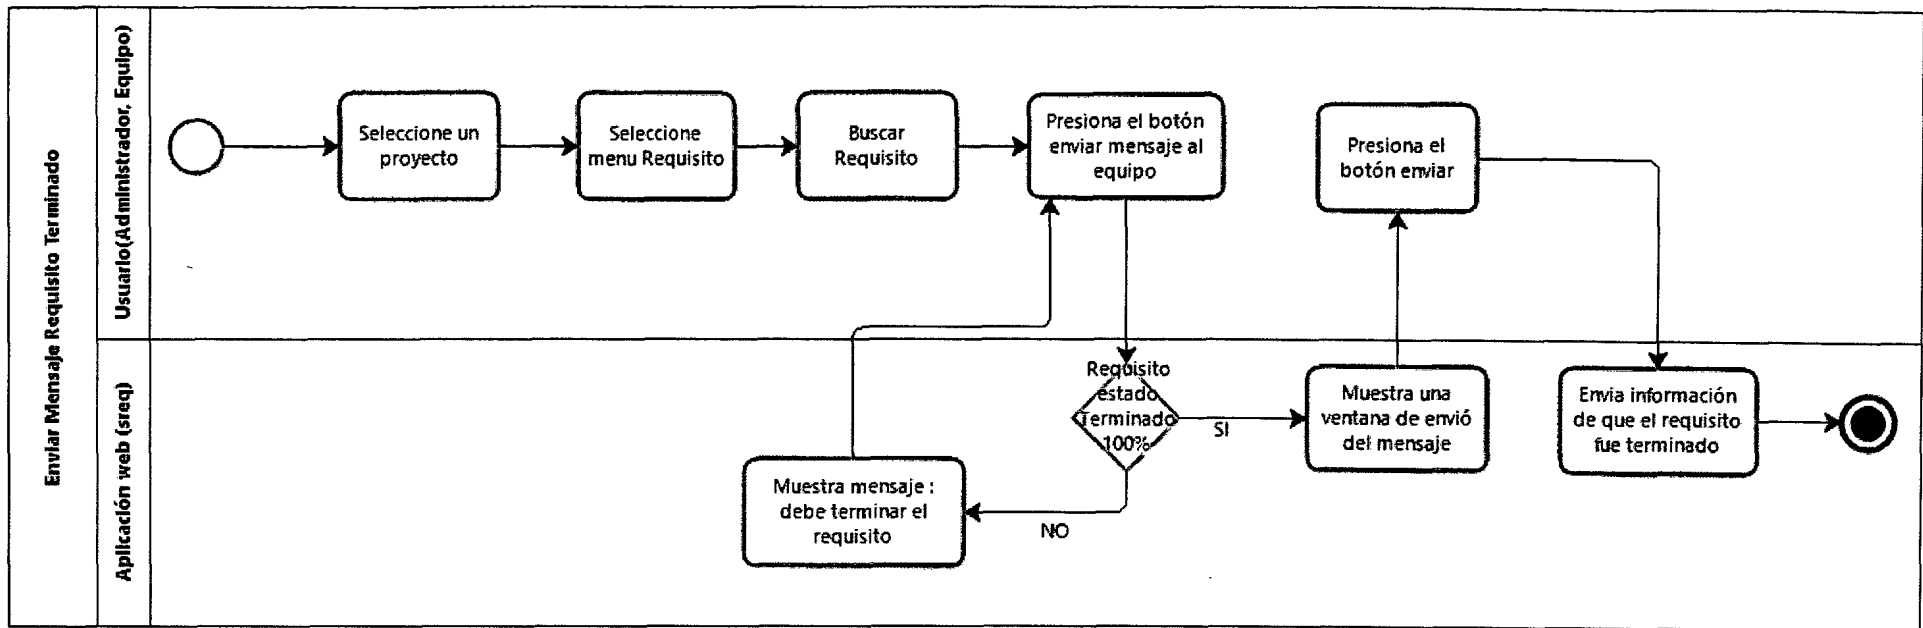 Enviar Mensaje Requisito Terminado
Usuario(Administrador, Equipo)
Seleccione un
proyecto
Seleccione
menu Requisito
Buscar
Requisito
Presiona el botón
enviar mensaje al
equipo
Presiona el
botón enviar
Aplicación web (sreq)
Requisito
estado
Terminado
100%
SI
NO
Muestra mensaje :
debe terminar el
requisito
Muestra una
ventana de envió
del mensaje
Envia información
de que el requisito
fue terminado